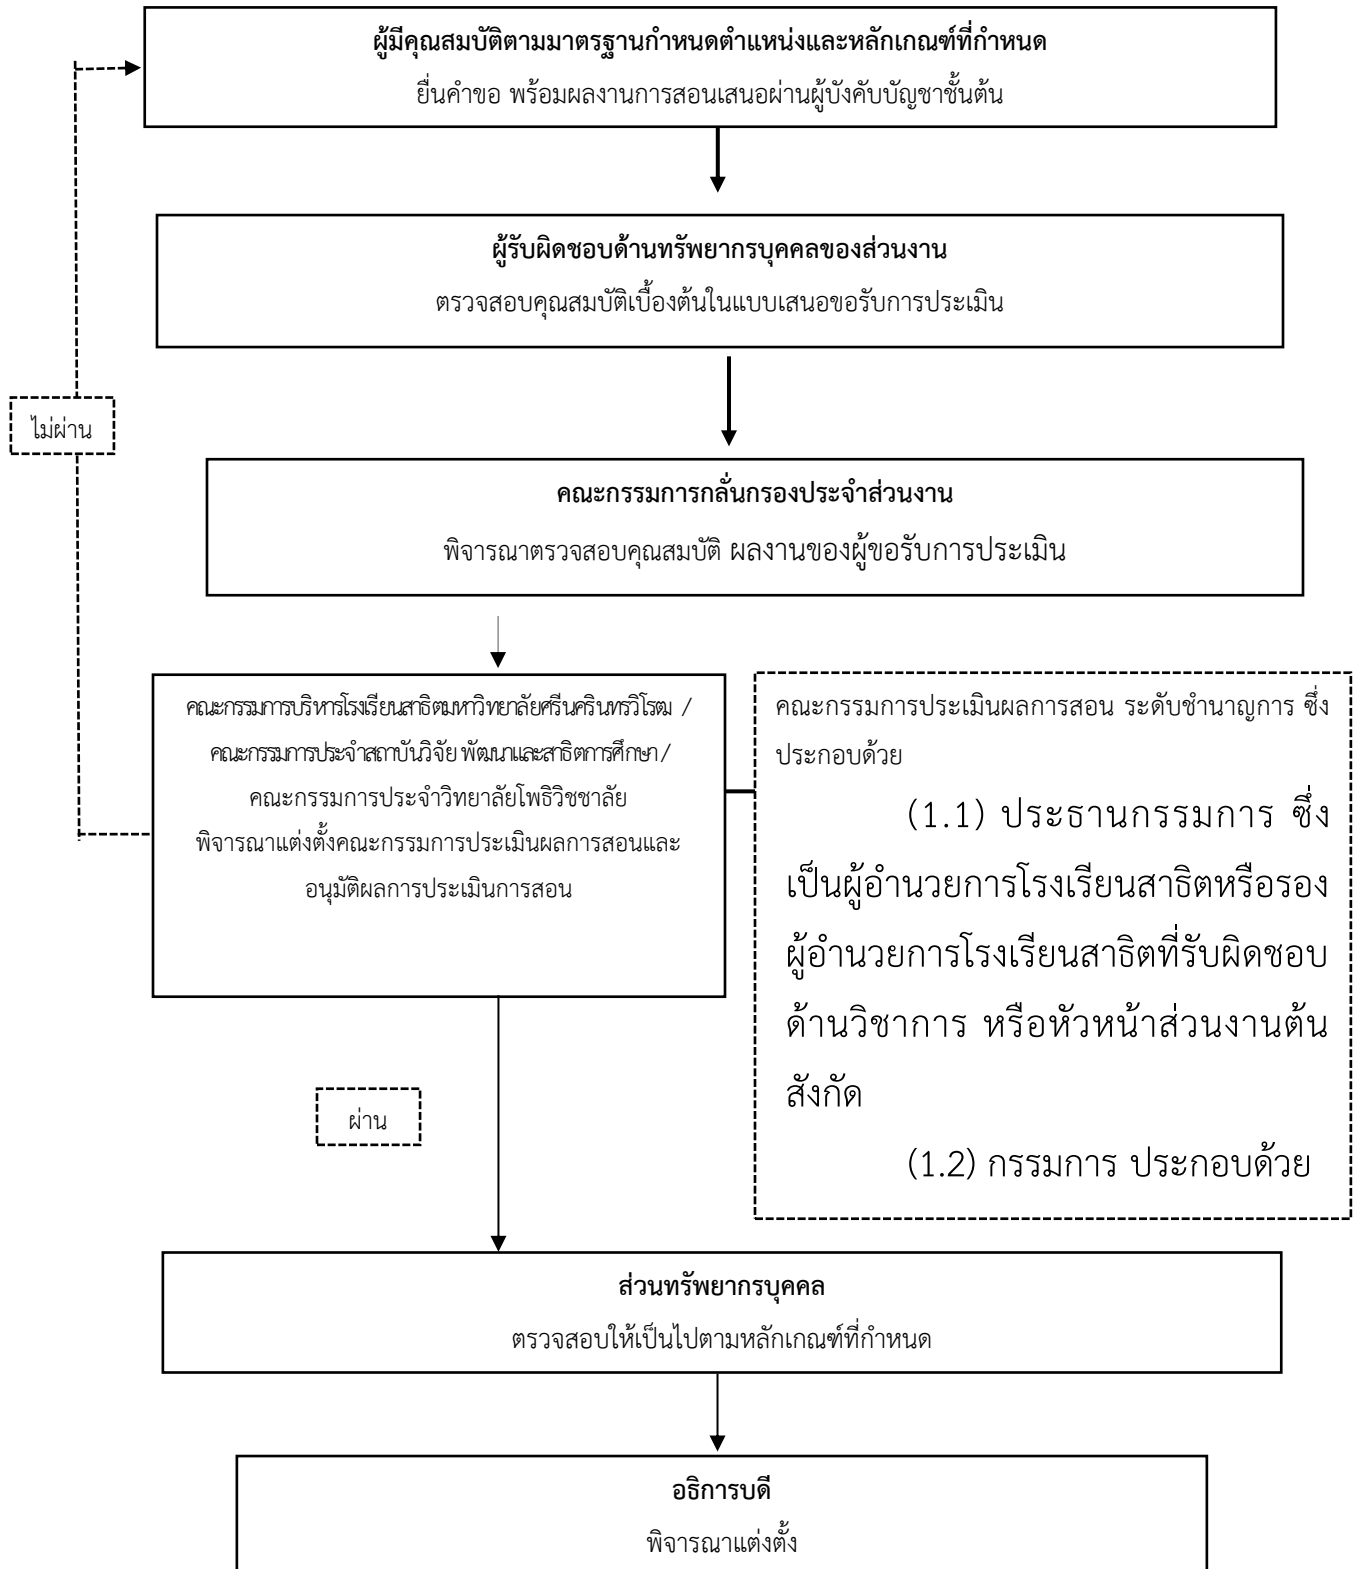 ผู้มีคุณสมบัติตามมาตรฐานกำหนดตำแหน่งและหลักเกณฑ์ที่กำหนด
ยื่นคำขอ พร้อมผลงานการสอนเสนอผ่านผู้บังคับบัญชาชั้นต้น
ผู้รับผิดชอบด้านทรัพยากรบุคคลของส่วนงาน
ตรวจสอบคุณสมบัติเบื้องต้นในแบบเสนอขอรับการประเมิน
ไม่ผ่าน
คณะกรรมการกลั่นกรองประจำส่วนงาน
พิจารณาตรวจสอบคุณสมบัติ ผลงานของผู้ขอรับการประเมิน
คณะกรรมการบริหารโรงเรียนสาธิตมหาวิทยาลัยศรีนครินทรวิโรฒ /
คณะกรรมการประจำสถาบันวิจัย พัฒนาและสาธิตการศึกษา /
คณะกรรมการประจำวิทยาลัยโพธิวิชชาลัย
พิจารณาแต่งตั้งคณะกรรมการประเมินผลการสอนและ
อนุมัติผลการประเมินการสอน
คณะกรรมการประเมินผลการสอน ระดับชำนาญการ ซึ่ง
ประกอบด้วย
(1.1) ประธานกรรมการ ซึ่ง
เป็นผู้อำนวยการโรงเรียนสาธิตหรือรอง
ผู้อำนวยการโรงเรียนสาธิตที่รับผิดชอบ
ด้านวิชาการ หรือหัวหน้าส่วนงานต้น
สังกัด
(1.2) กรรมการ ประกอบด้วย
ผ่าน
ส่วนทรัพยากรบุคคล
ตรวจสอบให้เป็นไปตามหลักเกณฑ์ที่กำหนด
อธิการบดี
พิจารณาแต่งตั้ง